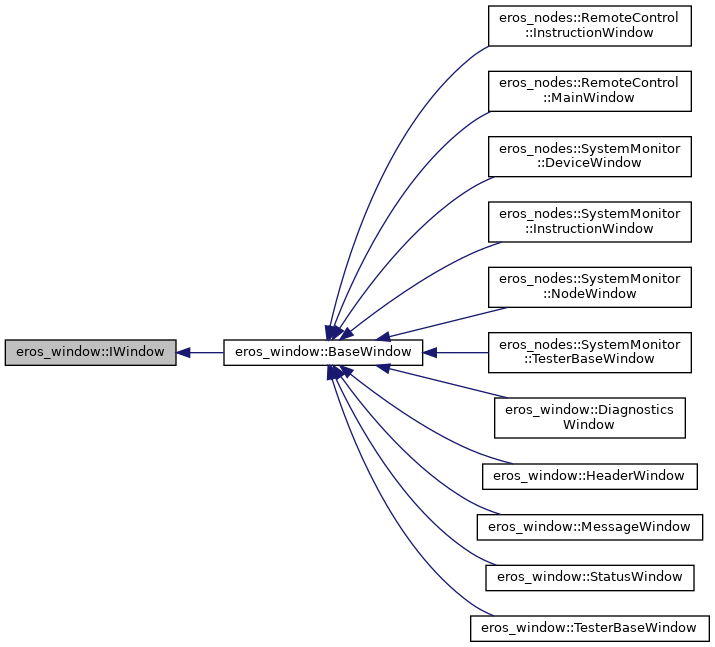 eros_window::IWindow
eros_window::BaseWindow
eros_nodes::RemoteControl
::InstructionWindow
eros_nodes::RemoteControl
::MainWindow
eros_nodes::SystemMonitor
::DeviceWindow
eros_nodes::SystemMonitor
::InstructionWindow
eros_nodes::SystemMonitor
::NodeWindow
eros_nodes::SystemMonitor
::TesterBaseWindow
eros_window::Diagnostics
Window
eros_window::HeaderWindow
eros_window::MessageWindow
eros_window::StatusWindow
eros_window::TesterBaseWindow